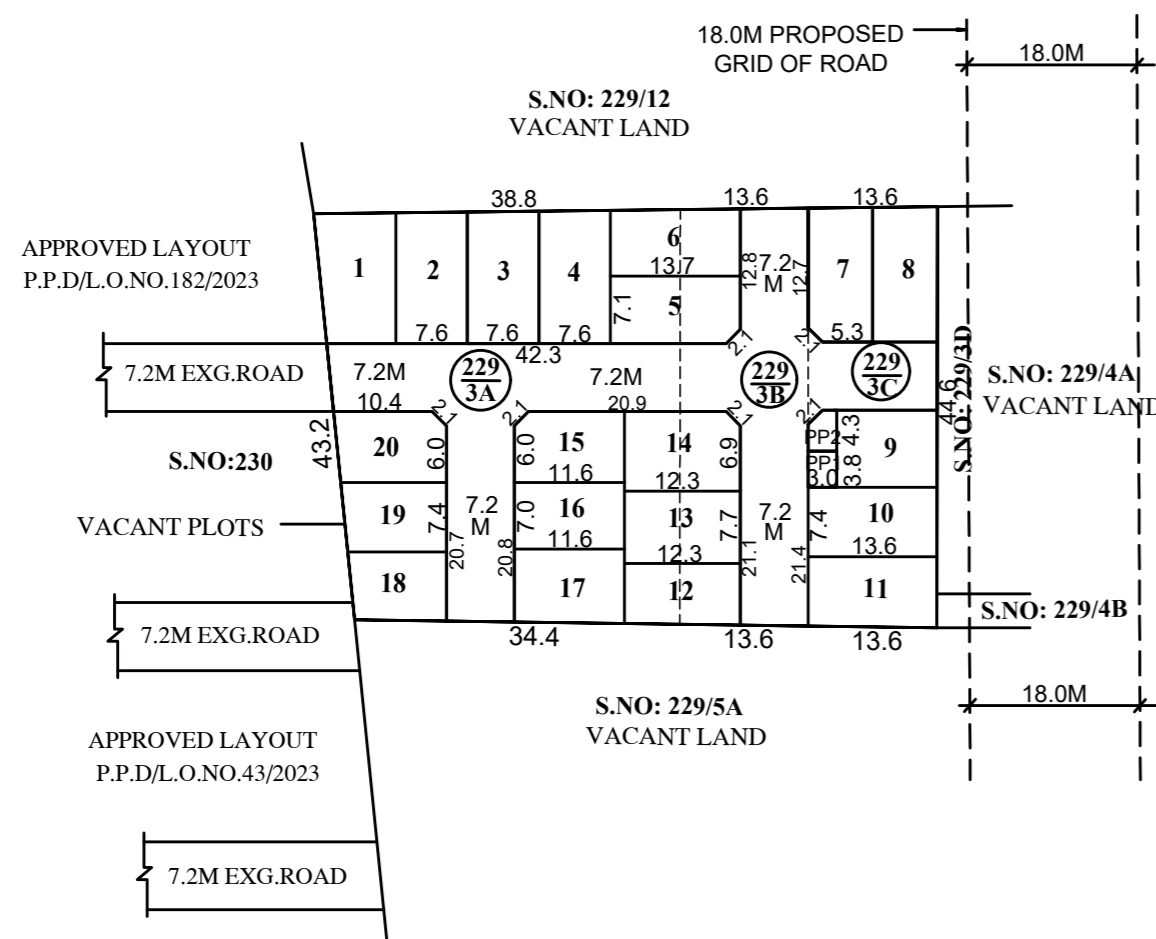 18.0M PROPOSED
GRID OF ROAD
18.0M
S.NO: 229/12
VACANT LAND
38.8
13.6
13.6
APPROVED LAYOUT
P.P.D/L.O.NO.182/2023
1
2
3
4
6
13.7
5
7.1
12.8
7.2
M
12.7
7
8
7.6
7.6
7.6
42.3
2.1
2.1
5.3
7.2M EXG.ROAD
7.2M
229
3A
7.2M
229
3B
229
3C
S.NO: 229/3D
44.6
S.NO: 229/4A
VACANT LAND
10.4
2.1
2.1
20.9
2.1
2.1
43.2
S.NO:230
20
6.0
6.0
15
11.6
14
12.3
6.9
PP2
4.3
PP1
3.0
3.8
9
VACANT PLOTS
19
7.4
7.2
M
20.7
20.8
7.0
16
11.6
13
12.3
7.7
7.2
M
21.1
21.4
7.4
10
13.6
18
17
12
11
34.4
13.6
13.6
S.NO: 229/4B
7.2M EXG.ROAD
S.NO: 229/5A
VACANT LAND
18.0M
APPROVED LAYOUT
P.P.D/L.O.NO.43/2023
7.2M EXG.ROAD